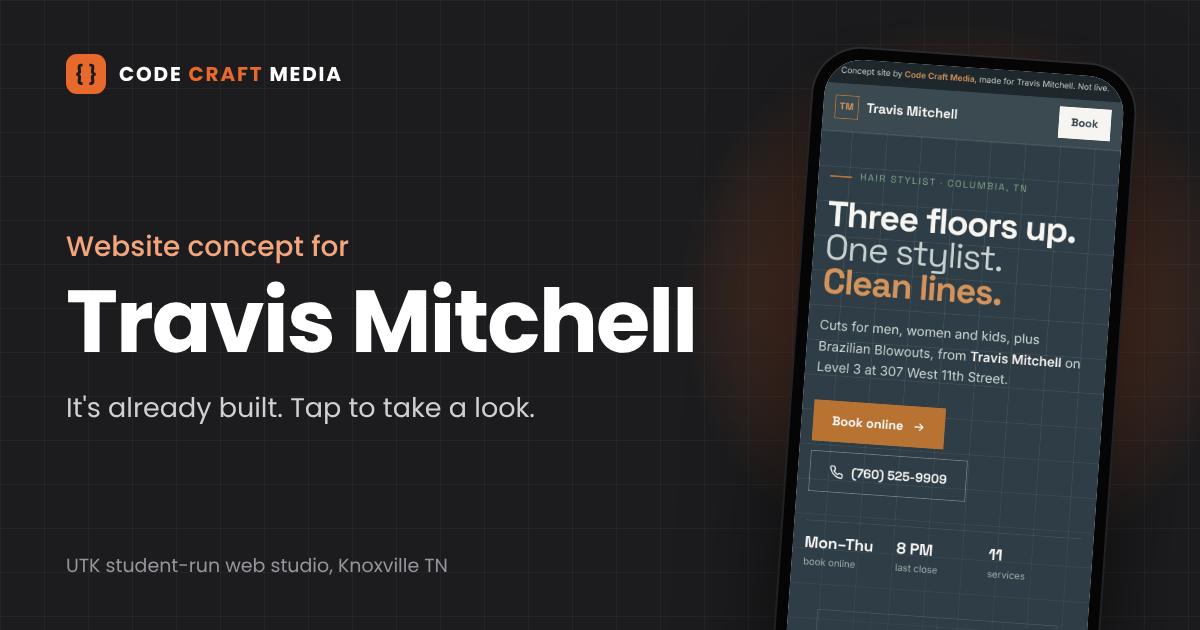 { } CODE CRAFT MEDIA
Website concept for
Travis Mitchell
It's already built. Tap to take a look.
UTK student-run web studio, Knoxville TN
Concept site by Code Craft Media, made for Travis Mitchell. Not live.
TM Travis Mitchell Book
HAIR STYLIST · COLUMBIA, TN
Three floors up.
One stylist.
Clean lines.
Cuts for men, women and kids, plus
Brazilian Blowouts, from Travis Mitchell on
Level 3 at 307 West 11th Street.
Book online →
(760) 525-9909
Mon–Thu 8 PM 11
book online last close services